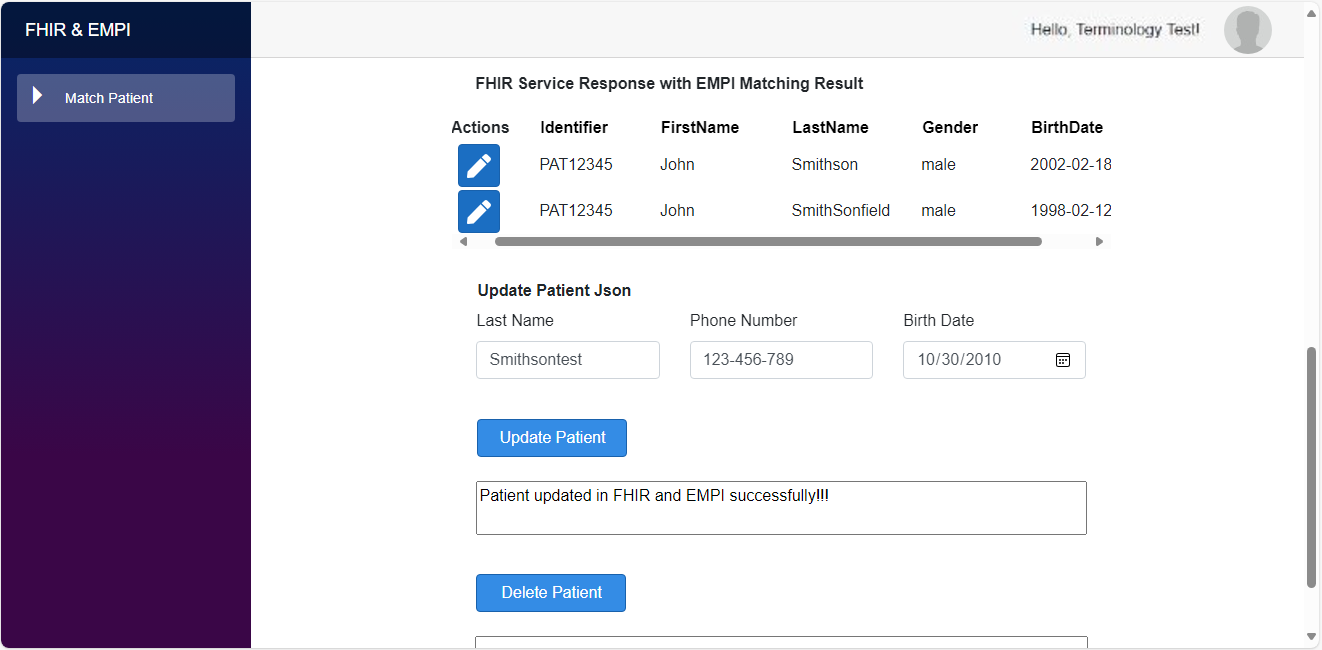 FHIR & EMPI
Hello, Terminology Test!
Match Patient
FHIR Service Response with EMPI Matching Result
Actions Identifier FirstName LastName Gender BirthDate
PAT12345 John Smithson male 2002-02-18
PAT12345 John SmithSonfield male 1998-02-12
Update Patient Json
Last Name Phone Number Birth Date
Smithsontest 123-456-789 10/30/2010
Update Patient
Patient updated in FHIR and EMPI successfully!!!
Delete Patient